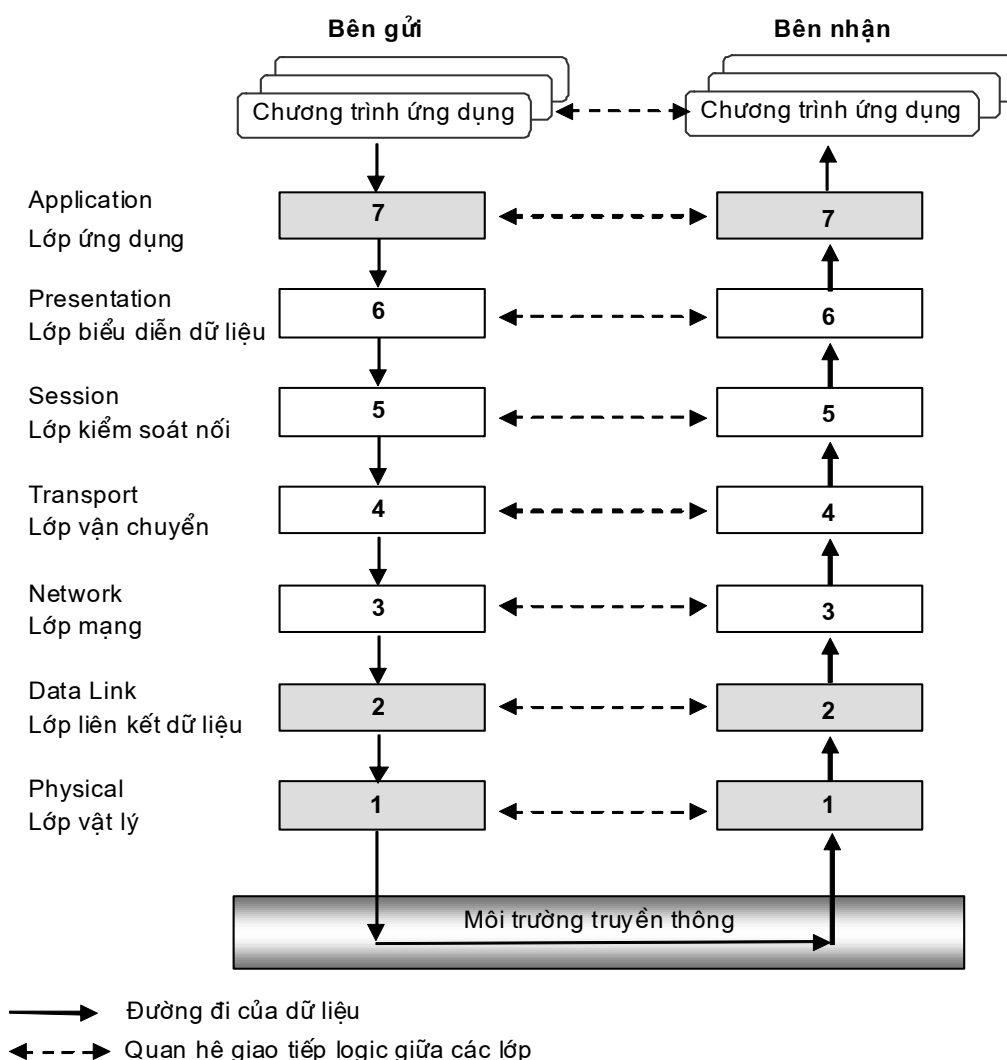 Bên gửi Bên nhận
Chương trình ứng dụng Chương trình ứng dụng
Application
Lớp ứng dụng
7 7
Presentation
Lớp biểu diễn dữ liệu
6 6
Session
Lớp kiểm soát nối
5 5
Transport
Lớp vận chuyển
4 4
Network
Lớp mạng
3 3
Data Link
Lớp liên kết dữ liệu
2 2
Physical
Lớp vật lý
1 1
Môi trường truyền thông
Đường đi của dữ liệu
Quan hê giao tiếp logic giữa các lớp